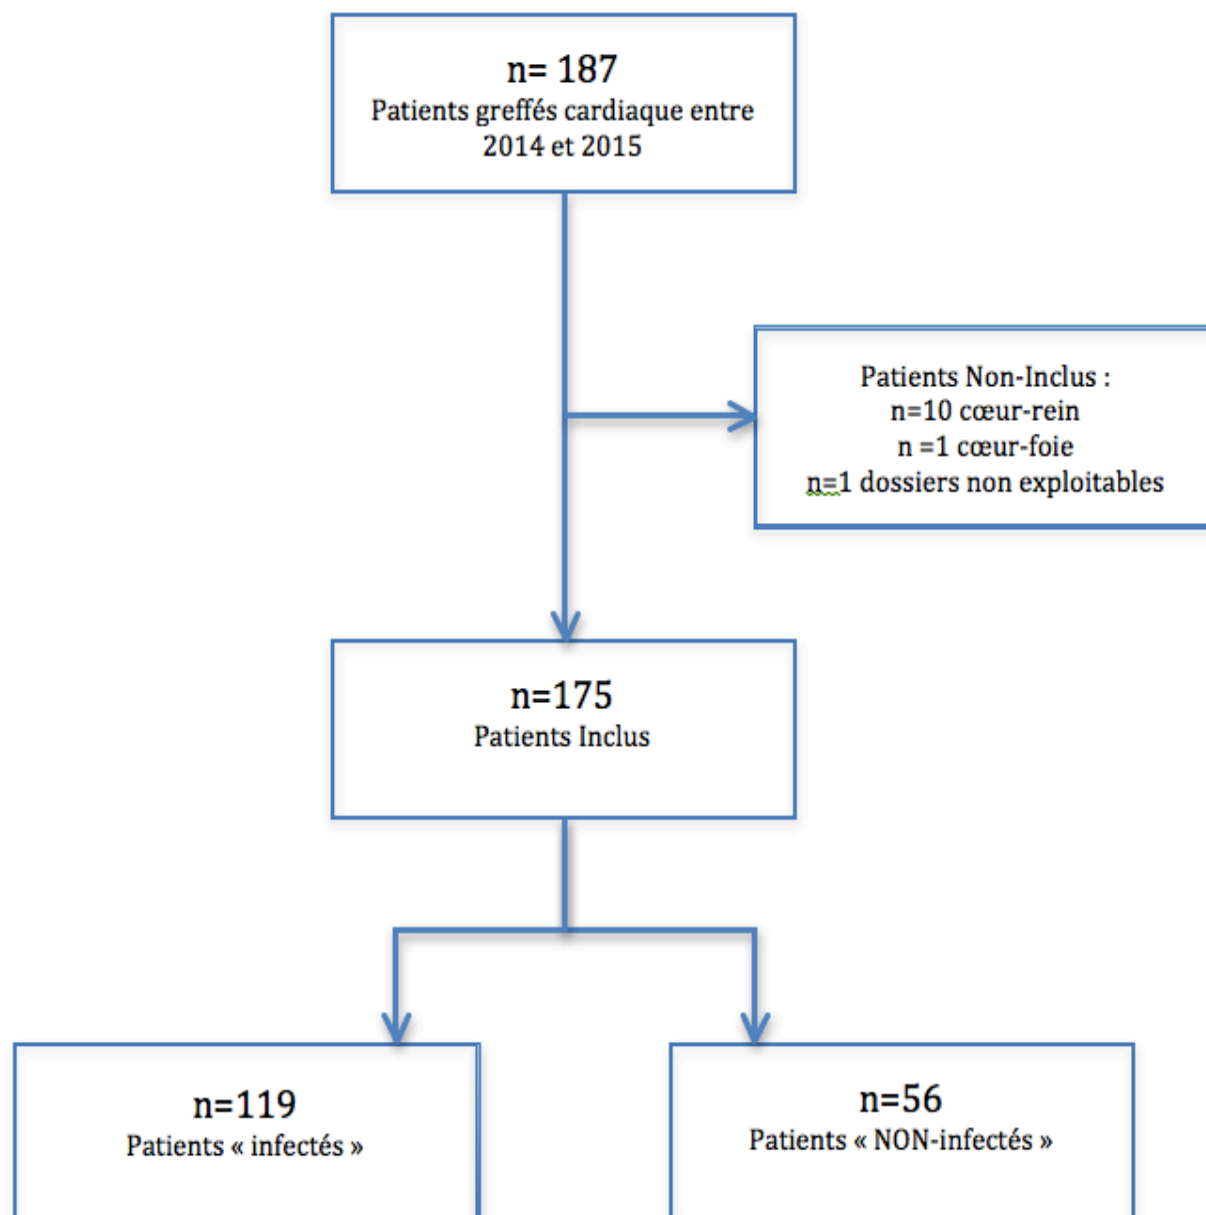 n= 187
Patients greffés cardiaque entre
2014 et 2015
Patients Non-Inclus :
n=10 cœur-rein
n =1 cœur-foie
n=1 dossiers non exploitables
n=175
Patients Inclus
n=119
Patients « infectés »
n=56
Patients « NON-infectés »